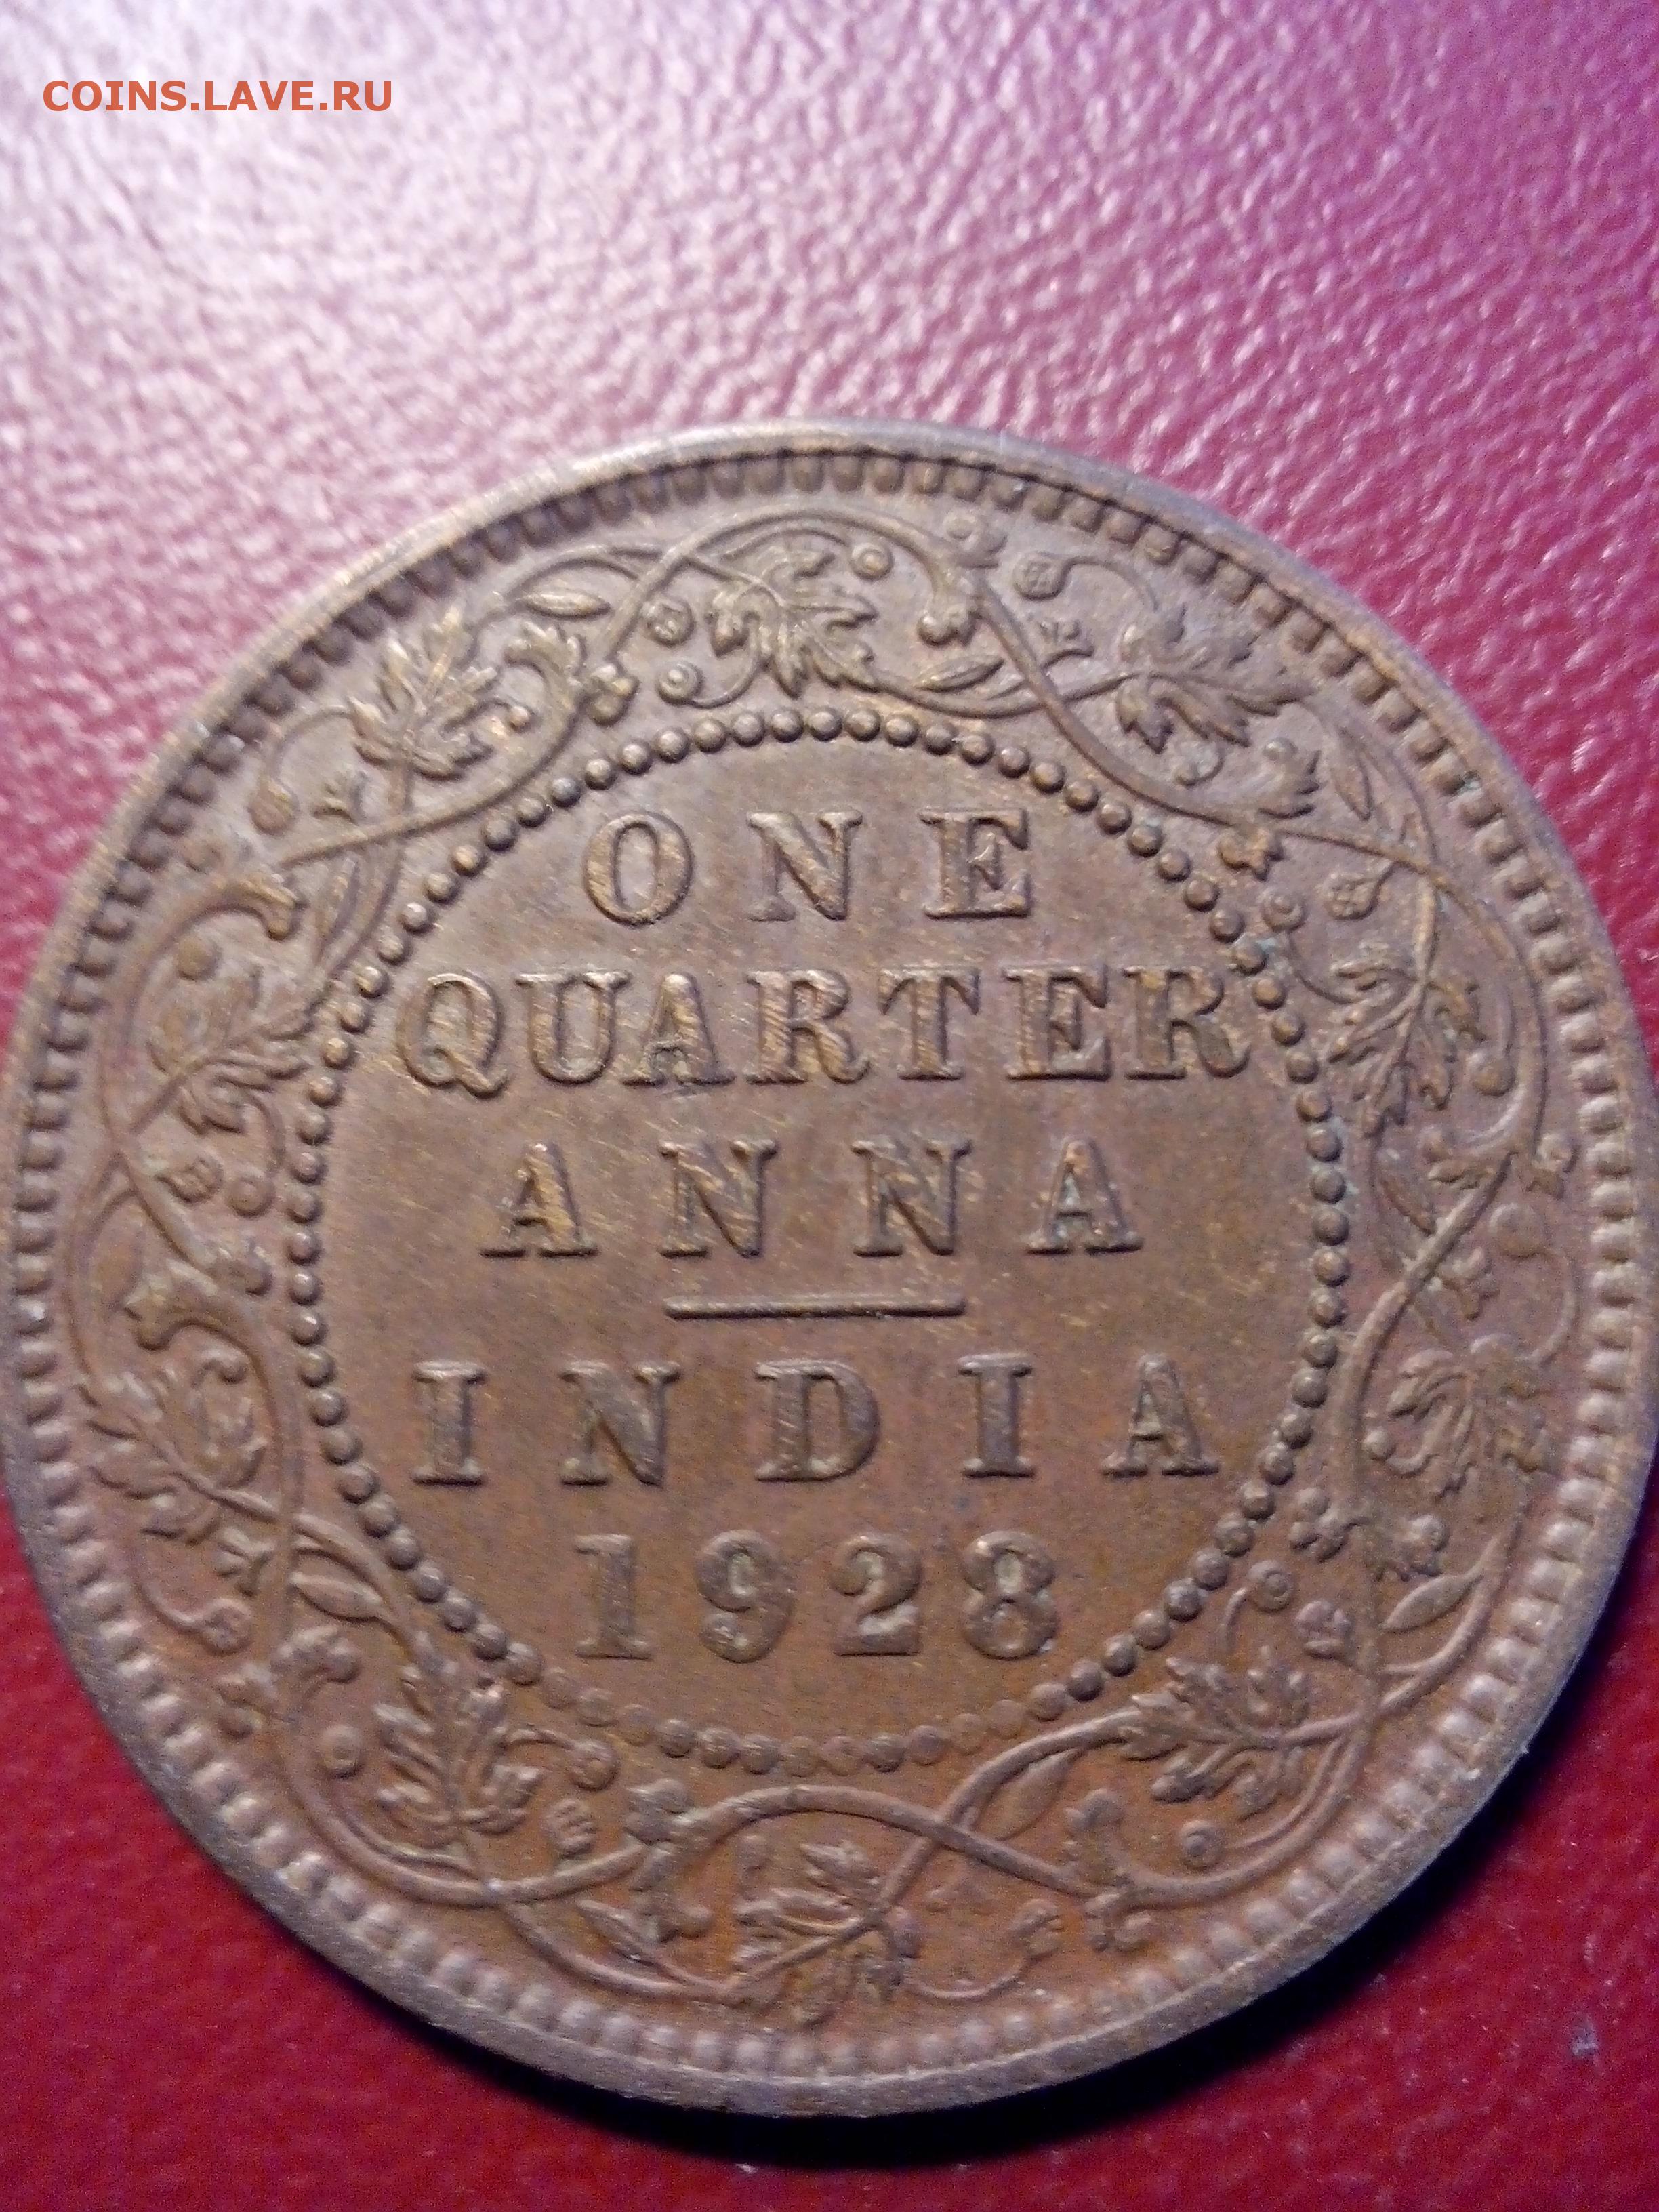 COINS.LAVE.RU
ONE
QUARTER
ANNA
INDIA
1928